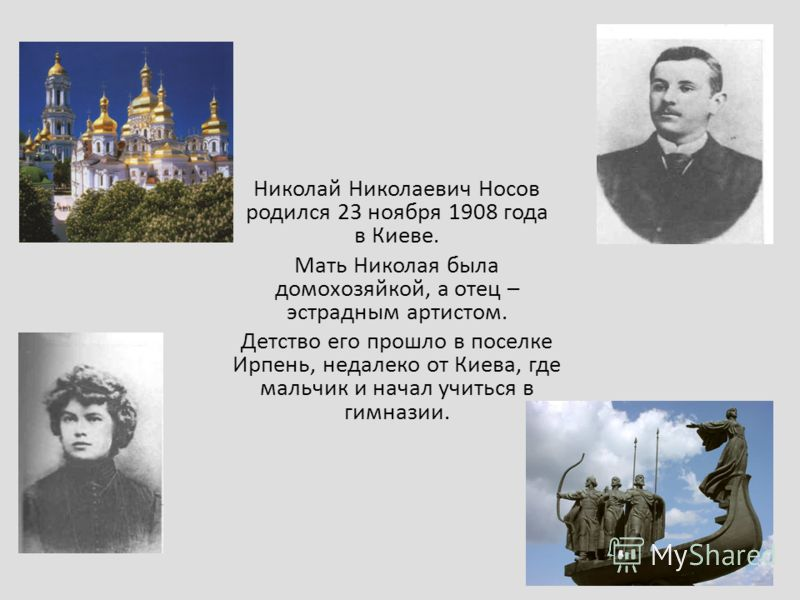 Николай Николаевич Носов
родился 23 ноября 1908 года
в Киеве.
Мать Николая была
домохозяйкой, а отец –
эстрадным артистом.
Детство его прошло в поселке
Ирпень, недалеко от Киева, где
мальчик и начал учиться в
гимназии.
MyShared